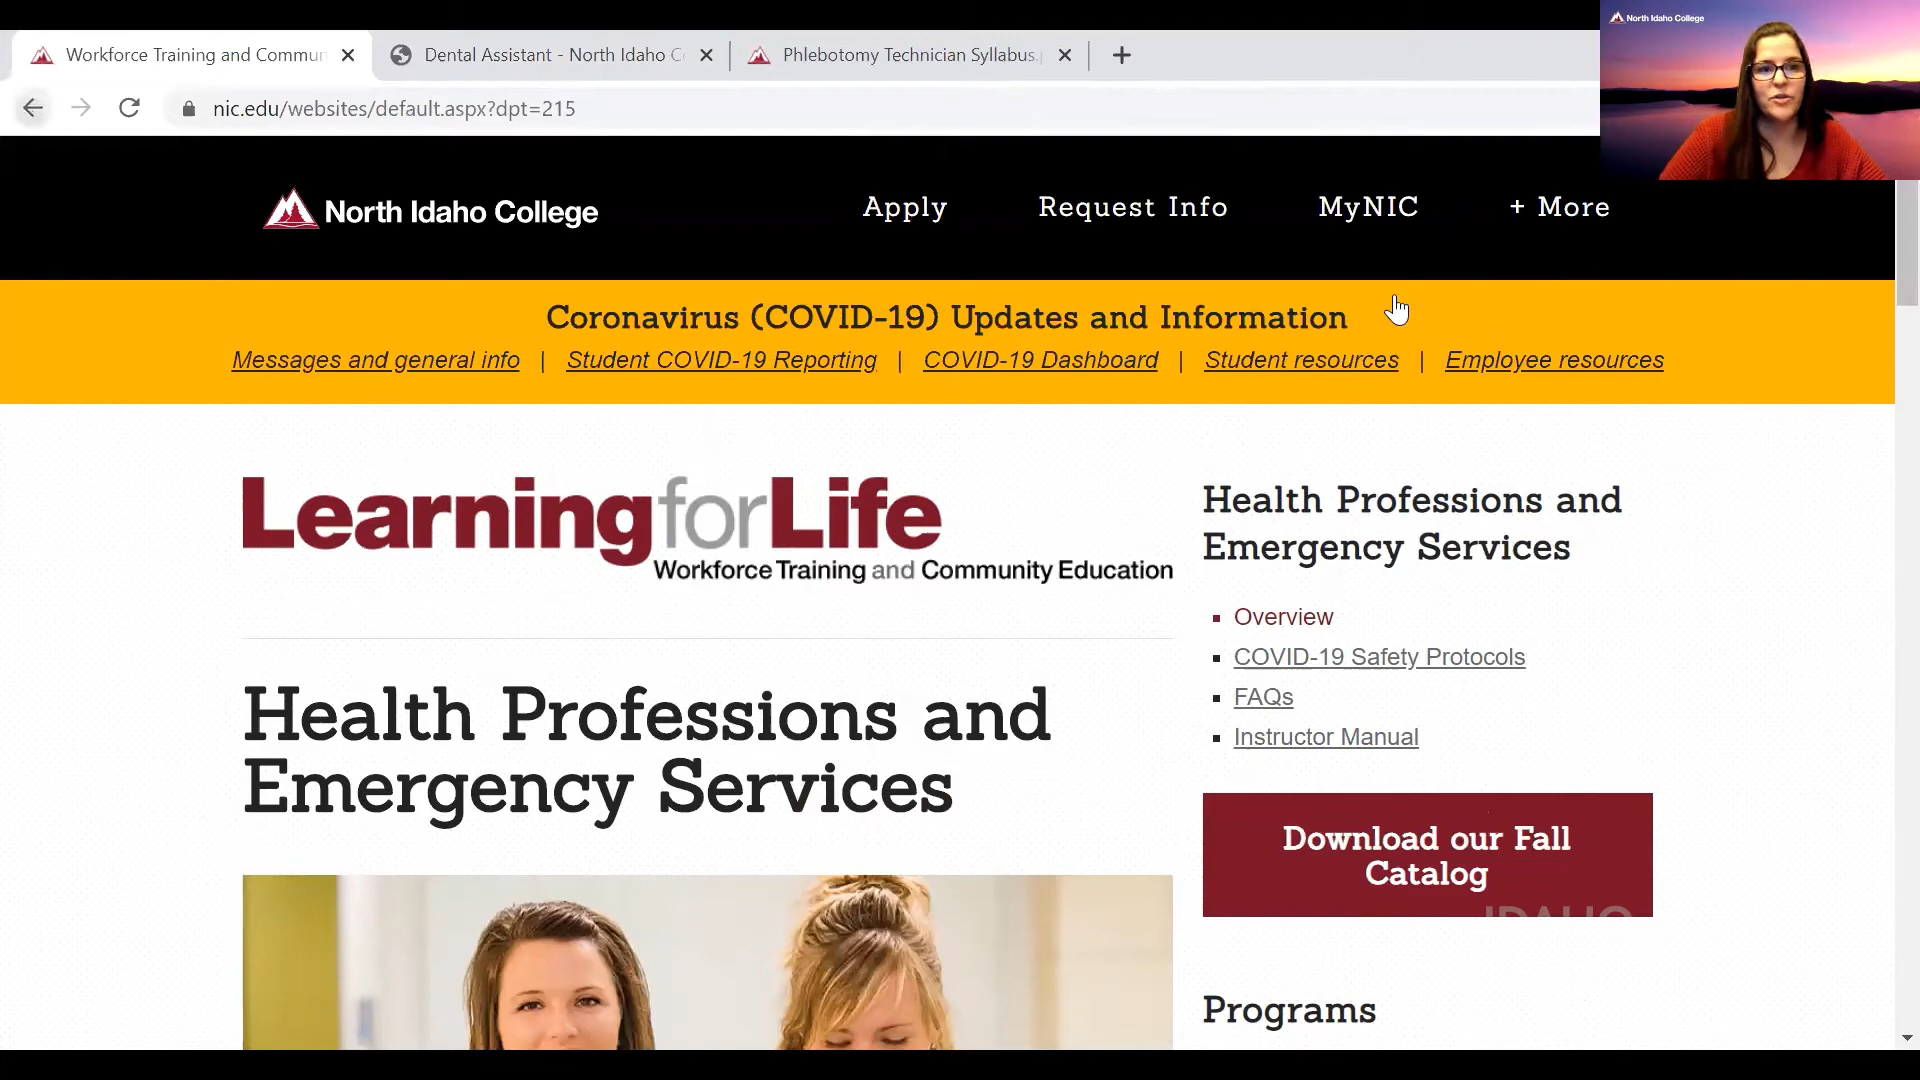 Workforce Training and Commun
Dental Assistant - North Idaho C
Phlebotomy Technician Syllabus.
nic.edu/websites/default.aspx?dpt=215
North Idaho College
North Idaho College
Apply
Request Info
MyNIC
+ More
Coronavirus (COVID-19) Updates and Information
Messages and general info | Student COVID-19 Reporting | COVID-19 Dashboard | Student resources | Employee resources
LearningforLife
Workforce Training and Community Education
Health Professions and
Emergency Services
Health Professions and
Emergency Services
Overview
COVID-19 Safety Protocols
FAQs
Instructor Manual
Download our Fall
Catalog
IDAHO
Programs